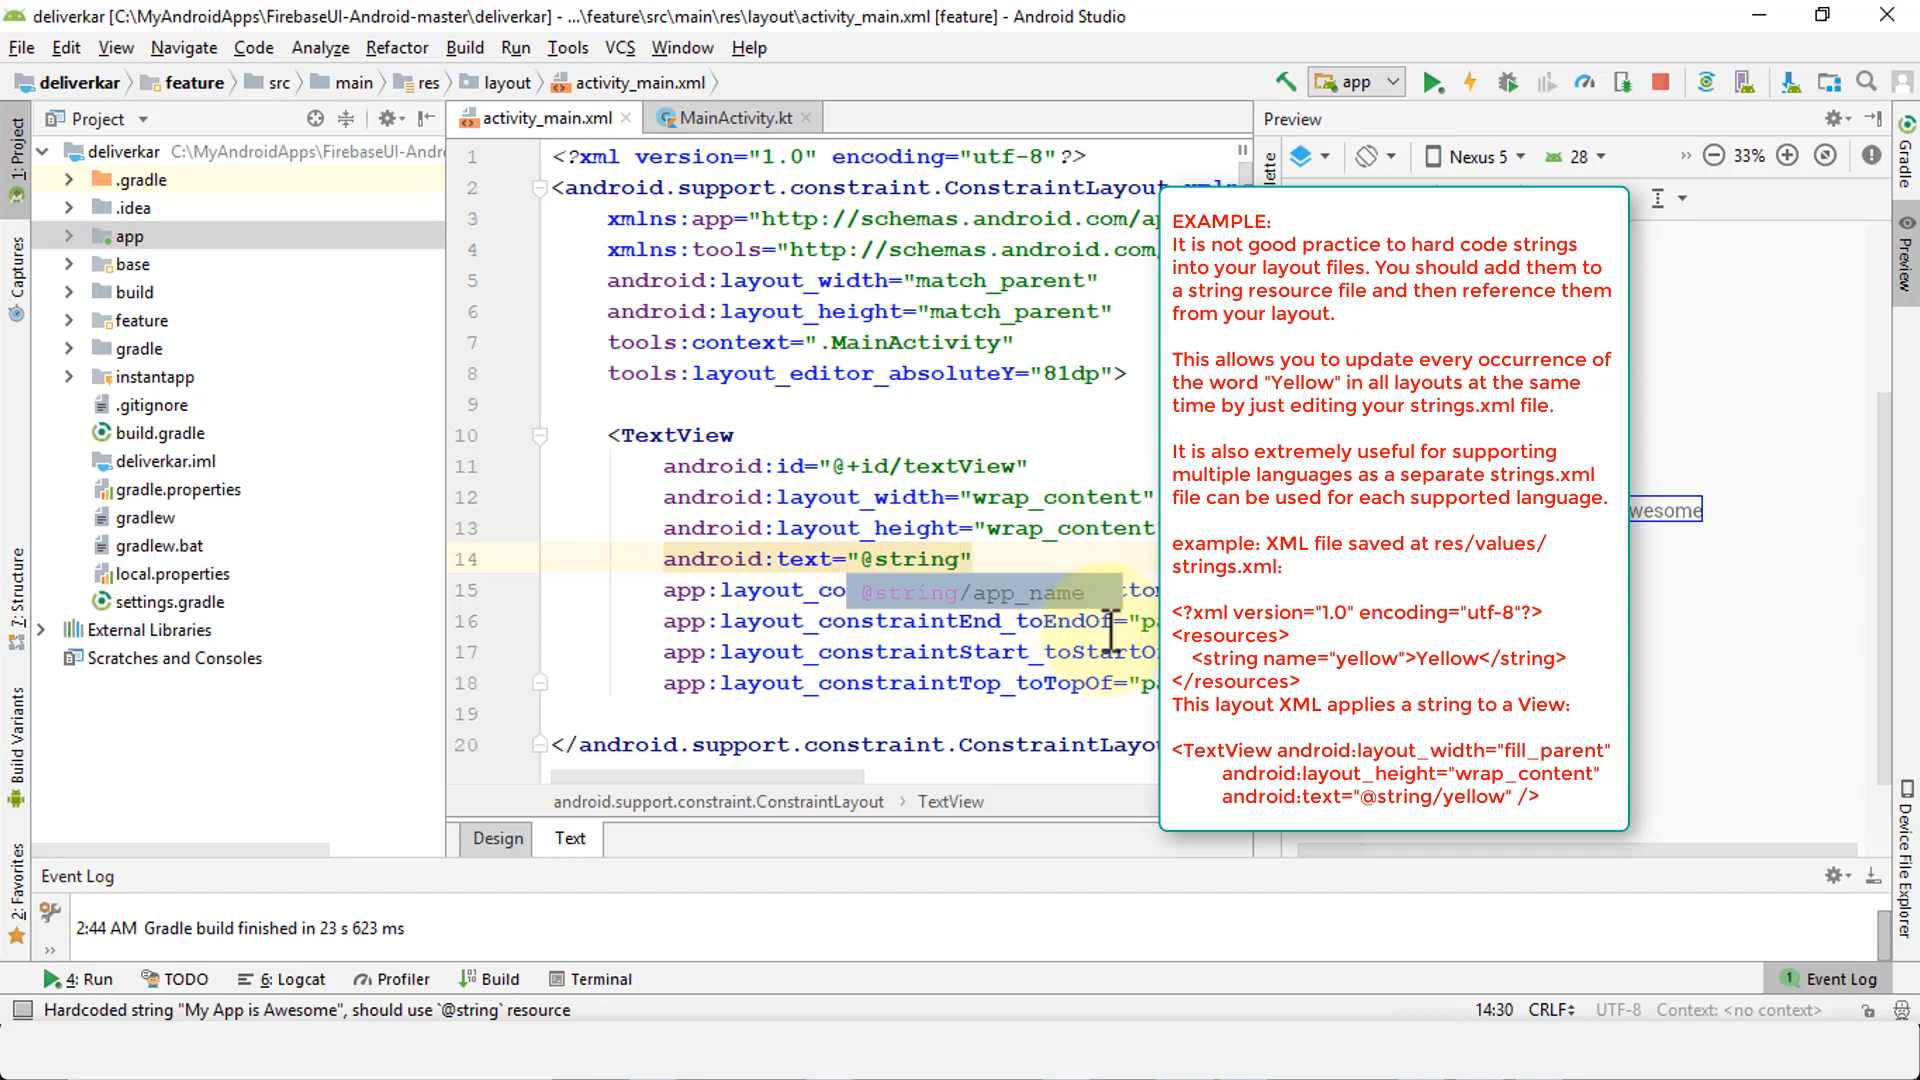 deliverkar [C:\MyAndroidApps\FirebaseUI-Android-master\deliverkar] - ...\feature\src\main\res\layout\activity_main.xml [feature] - Android Studio
File Edit View Navigate Code Analyze Refactor Build Run Tools VCS Window Help
deliverkar feature src main res layout activity_main.xml
app
1: Project
Captures
7: Structure
Build Variants
2: Favorites
Project
deliverkar C:\MyAndroidApps\FirebaseUI-Andro
.gradle
.idea
app
base
build
feature
gradle
instantapp
.gitignore
build.gradle
deliverkar.iml
gradle.properties
gradlew
gradlew.bat
local.properties
settings.gradle
External Libraries
Scratches and Consoles
activity_main.xml MainActivity.kt
1 <?xml version="1.0" encoding="utf-8"?>
2 <android.support.constraint.ConstraintLayout
3 xmlns:app="http://schemas.android.com/ap
4 xmlns:tools="http://schemas.android.com/
5 android:layout_width="match_parent"
6 android:layout_height="match_parent"
7 tools:context=".MainActivity"
8 tools:layout_editor_absoluteY="81dp">
9
10 <TextView
11 android:id="@+id/textView"
12 android:layout_width="wrap_content"
13 android:layout_height="wrap_content"
14 android:text="@string"
15 app:layout_co
@string/app_name
16 app:layout_constraintEnd_toEndOf="pa
17 app:layout_constraintStart_toStartO
18 app:layout_constraintTop_toTopOf="pa
19
20 </android.support.constraint.ConstraintLayo
android.support.constraint.ConstraintLayout › TextView
Design Text
Preview
lette
Nexus 5 28 33%
EXAMPLE:
It is not good practice to hard code strings
into your layout files. You should add them to
a string resource file and then reference them
from your layout.
This allows you to update every occurrence of
the word "Yellow" in all layouts at the same
time by just editing your strings.xml file.
It is also extremely useful for supporting
multiple languages as a separate strings.xml
file can be used for each supported language.
example: XML file saved at res/values/
strings.xml:
<?xml version="1.0" encoding="utf-8"?>
<resources>
<string name="yellow">Yellow</string>
</resources>
This layout XML applies a string to a View:
<TextView android:layout_width="fill_parent"
android:layout_height="wrap_content"
android:text="@string/yellow" />
wesome
Gradle
Preview
Device File Explorer
Event Log
2:44 AM Gradle build finished in 23 s 623 ms
4: Run TODO 6: Logcat Profiler Build Terminal 1 Event Log
Hardcoded string "My App is Awesome", should use `@string` resource 14:30 CRLF UTF-8 Context: <no context>